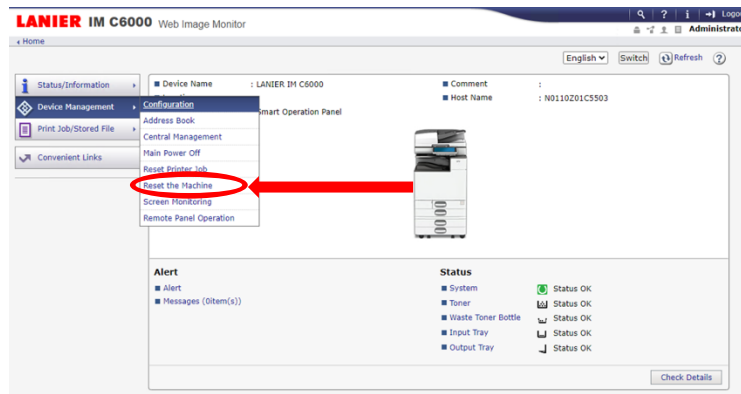 LANIER IM C6000 Web Image Monitor
? i Logo
Administrato
Home
English Switch Refresh ?
Status/Information
Device Management
Print Job/Stored File
Convenient Links
Configuration
Address Book
Central Management
Main Power Off
Reset Printer Job
Reset the Machine
Screen Monitoring
Remote Panel Operation
Device Name : LANIER IM C6000
Comment :
Host Name : N0110Z01C5503
Smart Operation Panel
Alert
Alert
Messages (0item(s))
Status
System Status OK
Toner Status OK
Waste Toner Bottle Status OK
Input Tray Status OK
Output Tray Status OK
Check Details